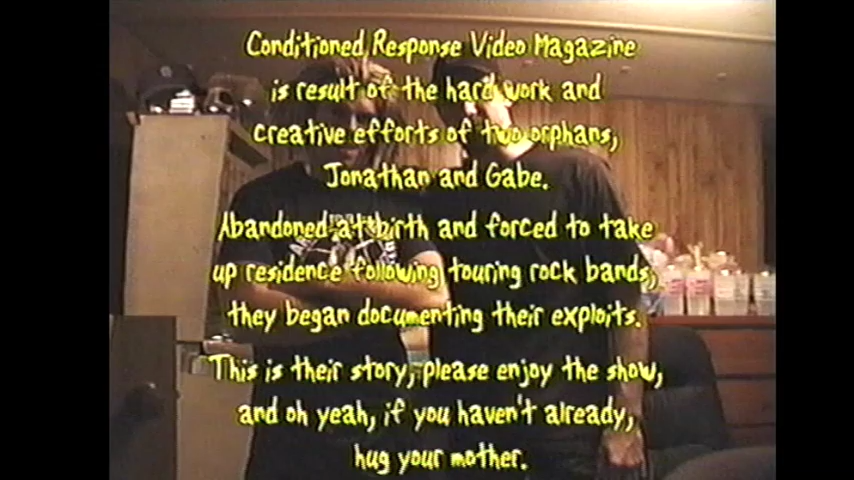 Conditioned Response Video Magazine
is result of the hard work and
creative efforts of two orphans,
Jonathan and Gabe.
Abandoned at birth and forced to take
up residence following touring rock bands,
they began documenting their exploits.
This is their story, please enjoy the show,
and oh yeah, if you haven't already,
hug your mother.